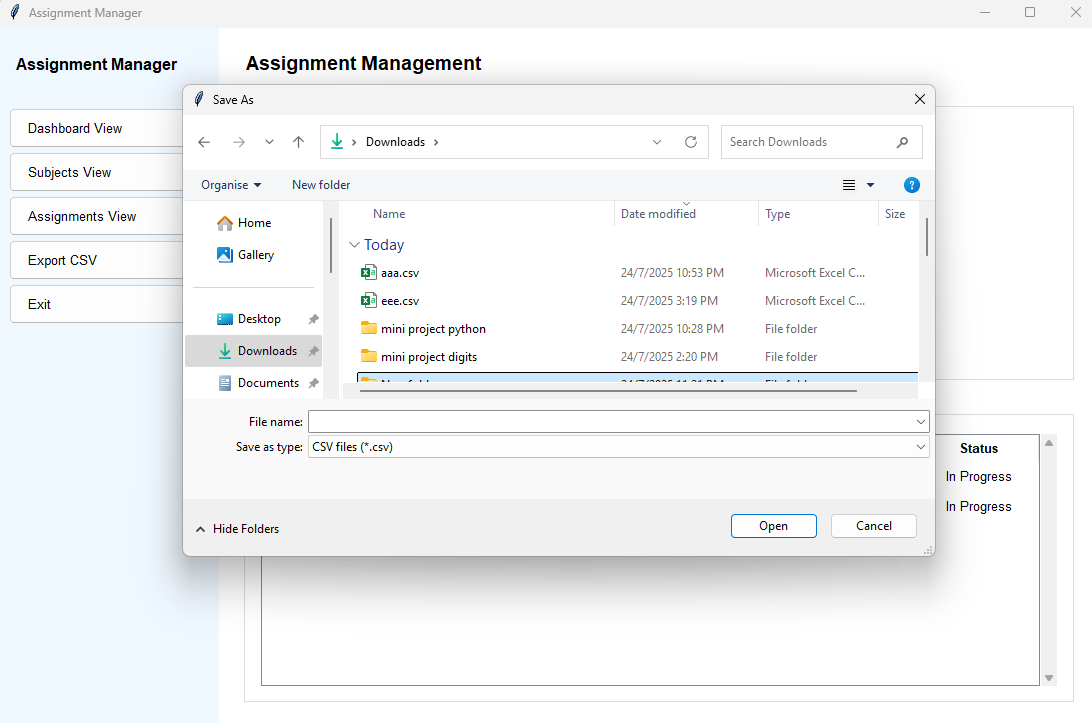 Assignment Manager
Assignment Manager
Assignment Management
Dashboard View
Subjects View
Assignments View
Export CSV
Exit
Save As
Downloads
Search Downloads
Organise
New folder
?
Home
Gallery
Desktop
Downloads
Documents
Name Date modified Type Size
Today
aaa.csv 24/7/2025 10:53 PM Microsoft Excel C...
eee.csv 24/7/2025 3:19 PM Microsoft Excel C...
mini project python 24/7/2025 10:28 PM File folder
mini project digits 24/7/2025 2:20 PM File folder
File name:
Save as type: CSV files (*.csv)
Hide Folders
Open
Cancel
Status
In Progress
In Progress